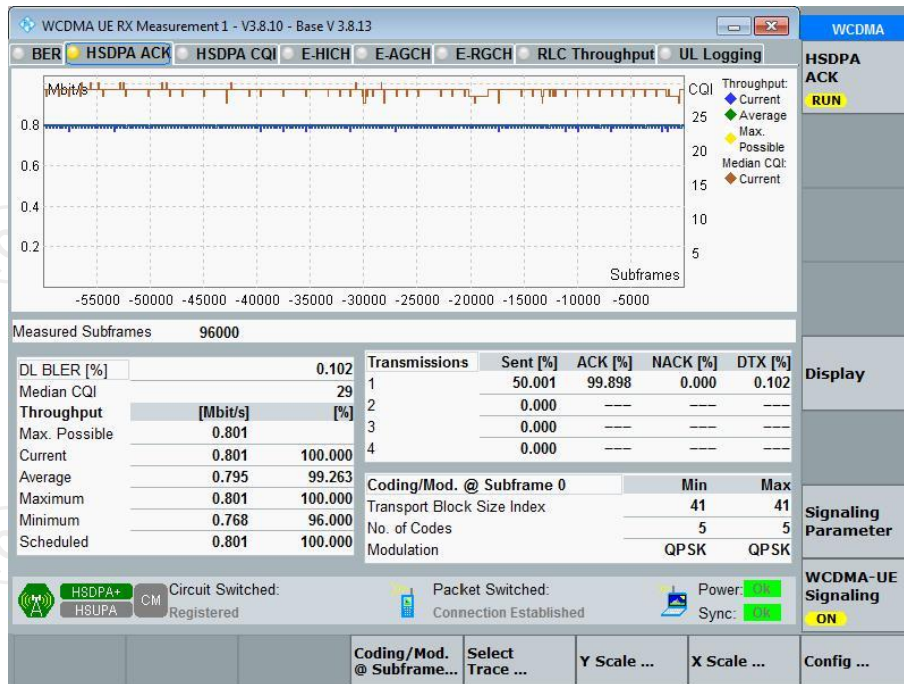 WCDMA UE RX Measurement 1 - V3.8.10 - Base V 3.8.13
WCDMA
BER HSDPA ACK HSDPA CQI E-HICH E-AGCH E-RGCH RLC Throughput UL Logging
HSDPA
ACK
RUN
Mbit/s
CQI
0.8
0.6
0.4
0.2
25
20
15
10
5
Throughput:
Current
Average
Max.
Possible
Median CQI:
Current
Subframes
-55000 -50000 -45000 -40000 -35000 -30000 -25000 -20000 -15000 -10000 -5000
Measured Subframes 96000
DL BLER [%] 0.102
Median CQI 29
Throughput [Mbit/s] [%]
Max. Possible 0.801
Current 0.801 100.000
Average 0.795 99.263
Maximum 0.801 100.000
Minimum 0.768 96.000
Scheduled 0.801 100.000
Transmissions Sent [%] ACK [%] NACK [%] DTX [%]
1 50.001 99.898 0.000 0.102
2 0.000 --- --- ---
3 0.000 --- --- ---
4 0.000 --- --- ---
Coding/Mod. @ Subframe 0 Min Max
Transport Block Size Index 41 41
No. of Codes 5 5
Modulation QPSK QPSK
Display
Signaling
Parameter
WCDMA-UE
Signaling
ON
HSDPA+
HSUPA
CM
Circuit Switched:
Registered
Packet Switched:
Connection Established
Power: Ok
Sync: Ok
Coding/Mod.
@ Subframe...
Select
Trace ...
Y Scale ...
X Scale ...
Config ...